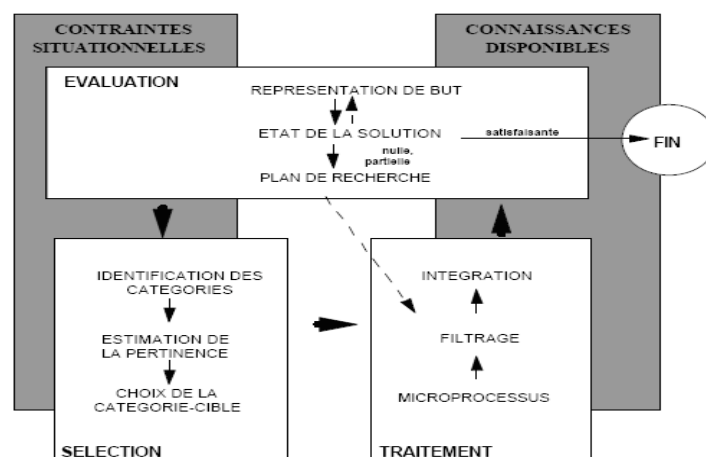 CONTRAINTES
SITUATIONNELLES
CONNAISSANCES
DISPONIBLES
EVALUATION
REPRESENTATION DE BUT
ETAT DE LA SOLUTION
satisfaisante
FIN
nulle,
partielle
PLAN DE RECHERCHE
IDENTIFICATION DES
CATEGORIES
ESTIMATION DE
LA PERTINENCE
CHOIX DE LA
CATEGORIE-CIBLE
SELECTION
INTEGRATION
FILTRAGE
MICROPROCESSUS
TRAITEMENT